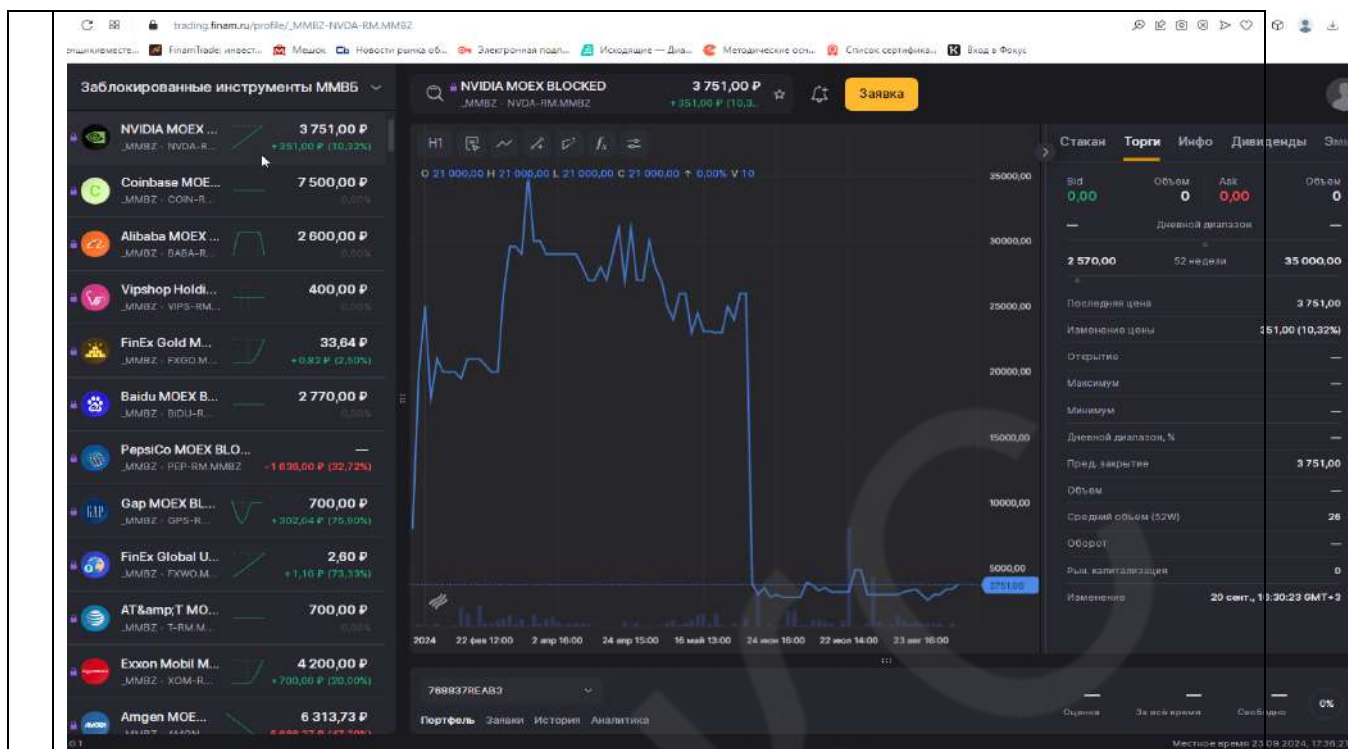 trading.finam.ru/profile/_MMBZ-NVDA-RM.MMBZ
FinamTrade: инвест... Мешок Новости рынка об... Электронная подп... Исходящие — Диа... Методические осн... Список сертифика... Вход в Фокус
Заблокированные инструменты ММВБ
NVIDIA MOEX ... 3 751,00 ₽
_MMBZ · NVDA-R... +351,00 ₽ (10,32%)
Coinbase MOE... 7 500,00 ₽
_MMBZ · COIN-R... 0,00%
Alibaba MOEX ... 2 600,00 ₽
_MMBZ · BABA-R... 0,00%
Vipshop Holdi... 400,00 ₽
_MMBZ · VIPS-RM... 0,00%
FinEx Gold M... 33,64 ₽
_MMBZ · FXGD.M... +0,82 ₽ (2,50%)
Baidu MOEX B... 2 770,00 ₽
_MMBZ · BIDU-R... 0,00%
PepsiCo MOEX BLO... —
_MMBZ · PEP-RM.MMBZ -1 636,00 ₽ (32,72%)
Gap MOEX BL... 700,00 ₽
_MMBZ · GPS-R... +302,04 ₽ (75,90%)
FinEx Global U... 2,60 ₽
_MMBZ · FXWO.M... +1,10 ₽ (73,33%)
AT&amp;T MO... 700,00 ₽
_MMBZ · T-RM.M... 0,00%
Exxon Mobil M... 4 200,00 ₽
_MMBZ · XOM-R... +700,00 ₽ (20,00%)
Amgen MOE... 6 313,73 ₽
NVIDIA MOEX BLOCKED 3 751,00 ₽
_MMBZ · NVDA-RM.MMBZ +351,00 ₽ (10,3...
Заявка
H1
O 21 000,00 H 21 000,00 L 21 000,00 C 21 000,00 ↑ 0,00% V 10
35000,00
30000,00
25000,00
20000,00
15000,00
10000,00
5000,00
3751,00
2024 22 фев 12:00 2 апр 16:00 24 апр 15:00 16 май 13:00 24 июн 16:00 22 июл 14:00 23 авг 16:00
Стакан Торги Инфо Дивиденды
Bid Объем Ask Объем
0,00 0 0,00 0
— Дневной диапазон —
2 570,00 52 недели 35 000,00
Последняя цена 3 751,00
Изменение цены 351,00 (10,32%)
Открытие —
Максимум —
Минимум —
Дневной диапазон, % —
Пред. закрытие 3 751,00
Объем —
Средний объем (52W) 26
Оборот —
Рын. капитализация 0
Изменение 20 сент.,
768837REAB3
Портфель Заявки История Аналитика
— — —
Оценка За всё время Свободно 0%
Местное время 23.09.2024,